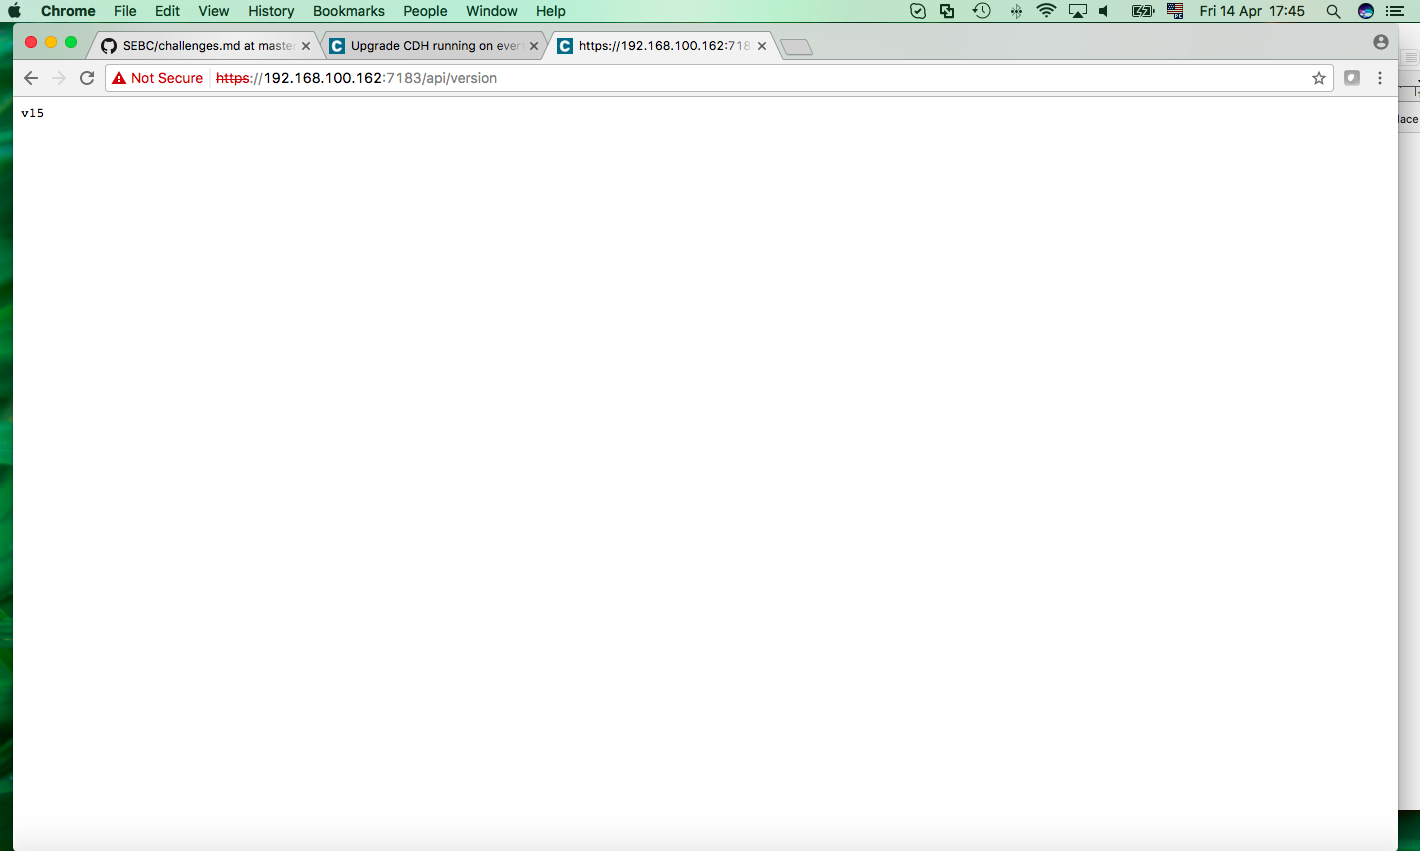 Chrome File Edit View History Bookmarks People Window Help Fri 14 Apr 17:45
SEBC/challenges.md at master Upgrade CDH running on ever https://192.168.100.162:718
Not Secure https://192.168.100.162:7183/api/version
v15
lace